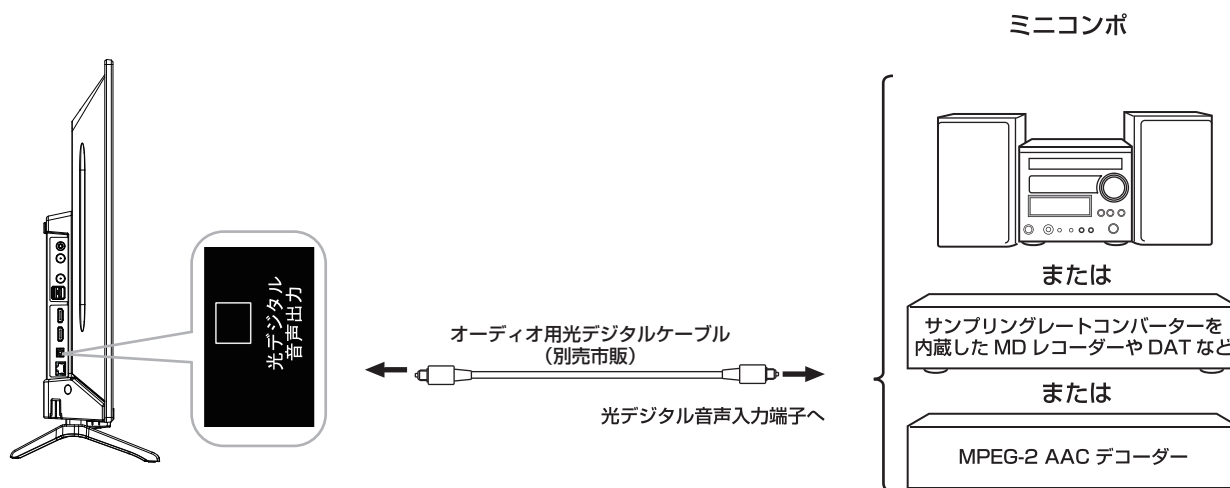 ミニコンポ
光デジタル
音声出力
オーディオ用光デジタルケーブル
（別売市販）
光デジタル音声入力端子へ
または
サンプリングレートコンバーターを
内蔵した MD レコーダーや DAT など
または
MPEG-2 AAC デコーダー